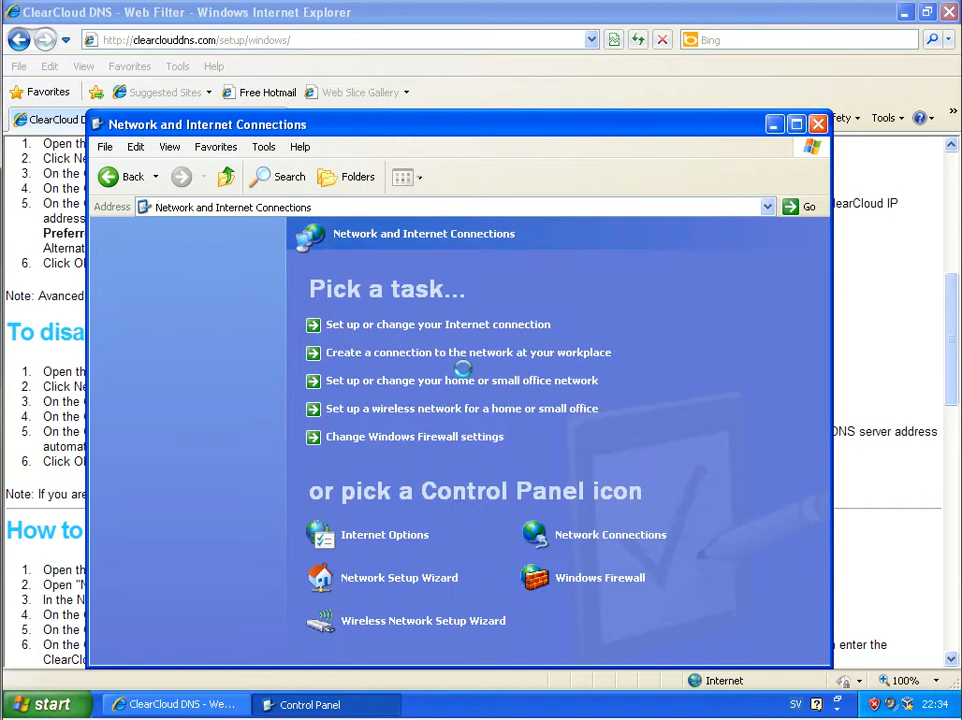 ClearCloud DNS - Web Filter - Windows Internet Explorer
http://clearclouddns.com/setup/windows/
Bing
File Edit View Favorites Tools Help
Favorites Suggested Sites Free Hotmail Web Slice Gallery
ClearCloud D
Tools
Network and Internet Connections
File Edit View Favorites Tools Help
Back Search Folders
Address Network and Internet Connections Go
Network and Internet Connections
Pick a task...
Set up or change your Internet connection
Create a connection to the network at your workplace
Set up or change your home or small office network
Set up a wireless network for a home or small office
Change Windows Firewall settings
or pick a Control Panel icon
Internet Options
Network Connections
Network Setup Wizard
Windows Firewall
Wireless Network Setup Wizard
1. Open th
2. Click Ne
3. On the
4. On the
5. On the learCloud IP
address
Preferr
Alternat
6. Click O
Note: Avanced
To disa
1. Open th
2. Click Ne
3. On the
4. On the
5. On the DNS server address
automat
6. Click O
Note: If you are
How to
1. Open th
2. Open "N
3. In the N
4. On the
5. On the
6. On the enter the
ClearClo
Internet 100%
start ClearCloud DNS - We... Control Panel SV 22:34